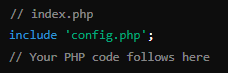 // index.php
include 'config.php';
// Your PHP code follows here